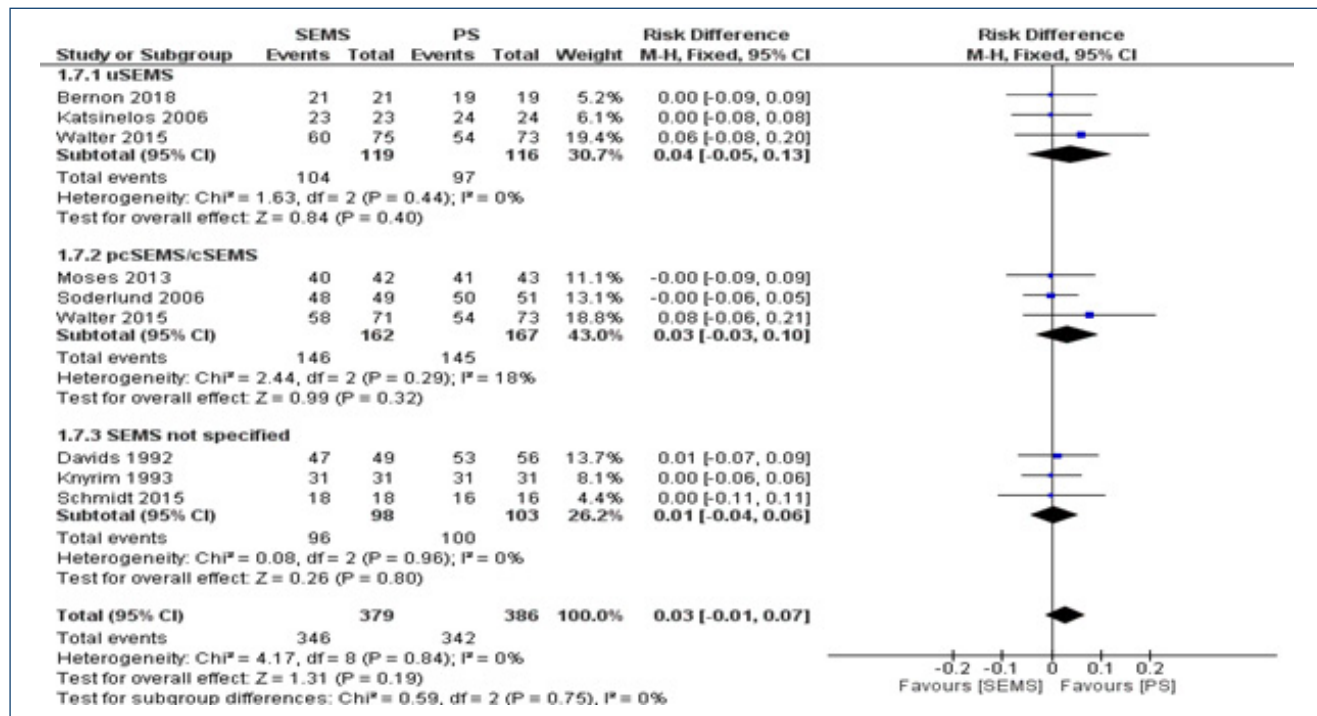 SEMS PS Risk Difference Risk Difference
Study or Subgroup Events Total Events Total Weight M-H, Fixed, 95% CI M-H, Fixed, 95% CI
1.7.1 uSEMS
Bernon 2018 21 21 19 19 5.2% 0.00 [-0.09, 0.09]
Katsinelos 2006 23 23 24 24 6.1% 0.00 [-0.08, 0.08]
Walter 2015 60 75 54 73 19.4% 0.06 [-0.08, 0.20]
Subtotal (95% CI) 119 116 30.7% 0.04 [-0.05, 0.13]
Total events 104 97
Heterogeneity: Chi² = 1.63, df = 2 (P = 0.44); I² = 0%
Test for overall effect: Z = 0.84 (P = 0.40)
1.7.2 pcSEMS/cSEMS
Moses 2013 40 42 41 43 11.1% -0.00 [-0.09, 0.09]
Soderlund 2006 48 49 50 51 13.1% -0.00 [-0.06, 0.05]
Walter 2015 58 71 54 73 18.8% 0.08 [-0.06, 0.21]
Subtotal (95% CI) 162 167 43.0% 0.03 [-0.03, 0.10]
Total events 146 145
Heterogeneity: Chi² = 2.44, df = 2 (P = 0.29); I² = 18%
Test for overall effect: Z = 0.99 (P = 0.32)
1.7.3 SEMS not specified
Davids 1992 47 49 53 56 13.7% 0.01 [-0.07, 0.09]
Knyrim 1993 31 31 31 31 8.1% 0.00 [-0.06, 0.06]
Schmidt 2015 18 18 16 16 4.4% 0.00 [-0.11, 0.11]
Subtotal (95% CI) 98 103 26.2% 0.01 [-0.04, 0.06]
Total events 96 100
Heterogeneity: Chi² = 0.08, df = 2 (P = 0.96); I² = 0%
Test for overall effect: Z = 0.26 (P = 0.80)
Total (95% CI) 379 386 100.0% 0.03 [-0.01, 0.07]
Total events 346 342
Heterogeneity: Chi² = 4.17, df = 8 (P = 0.84); I² = 0%
Test for overall effect: Z = 1.31 (P = 0.19)
Test for subgroup differences: Chi² = 0.59, df = 2 (P = 0.75), I² = 0%
-0.2 -0.1 0 0.1 0.2
Favours [SEMS] Favours [PS]